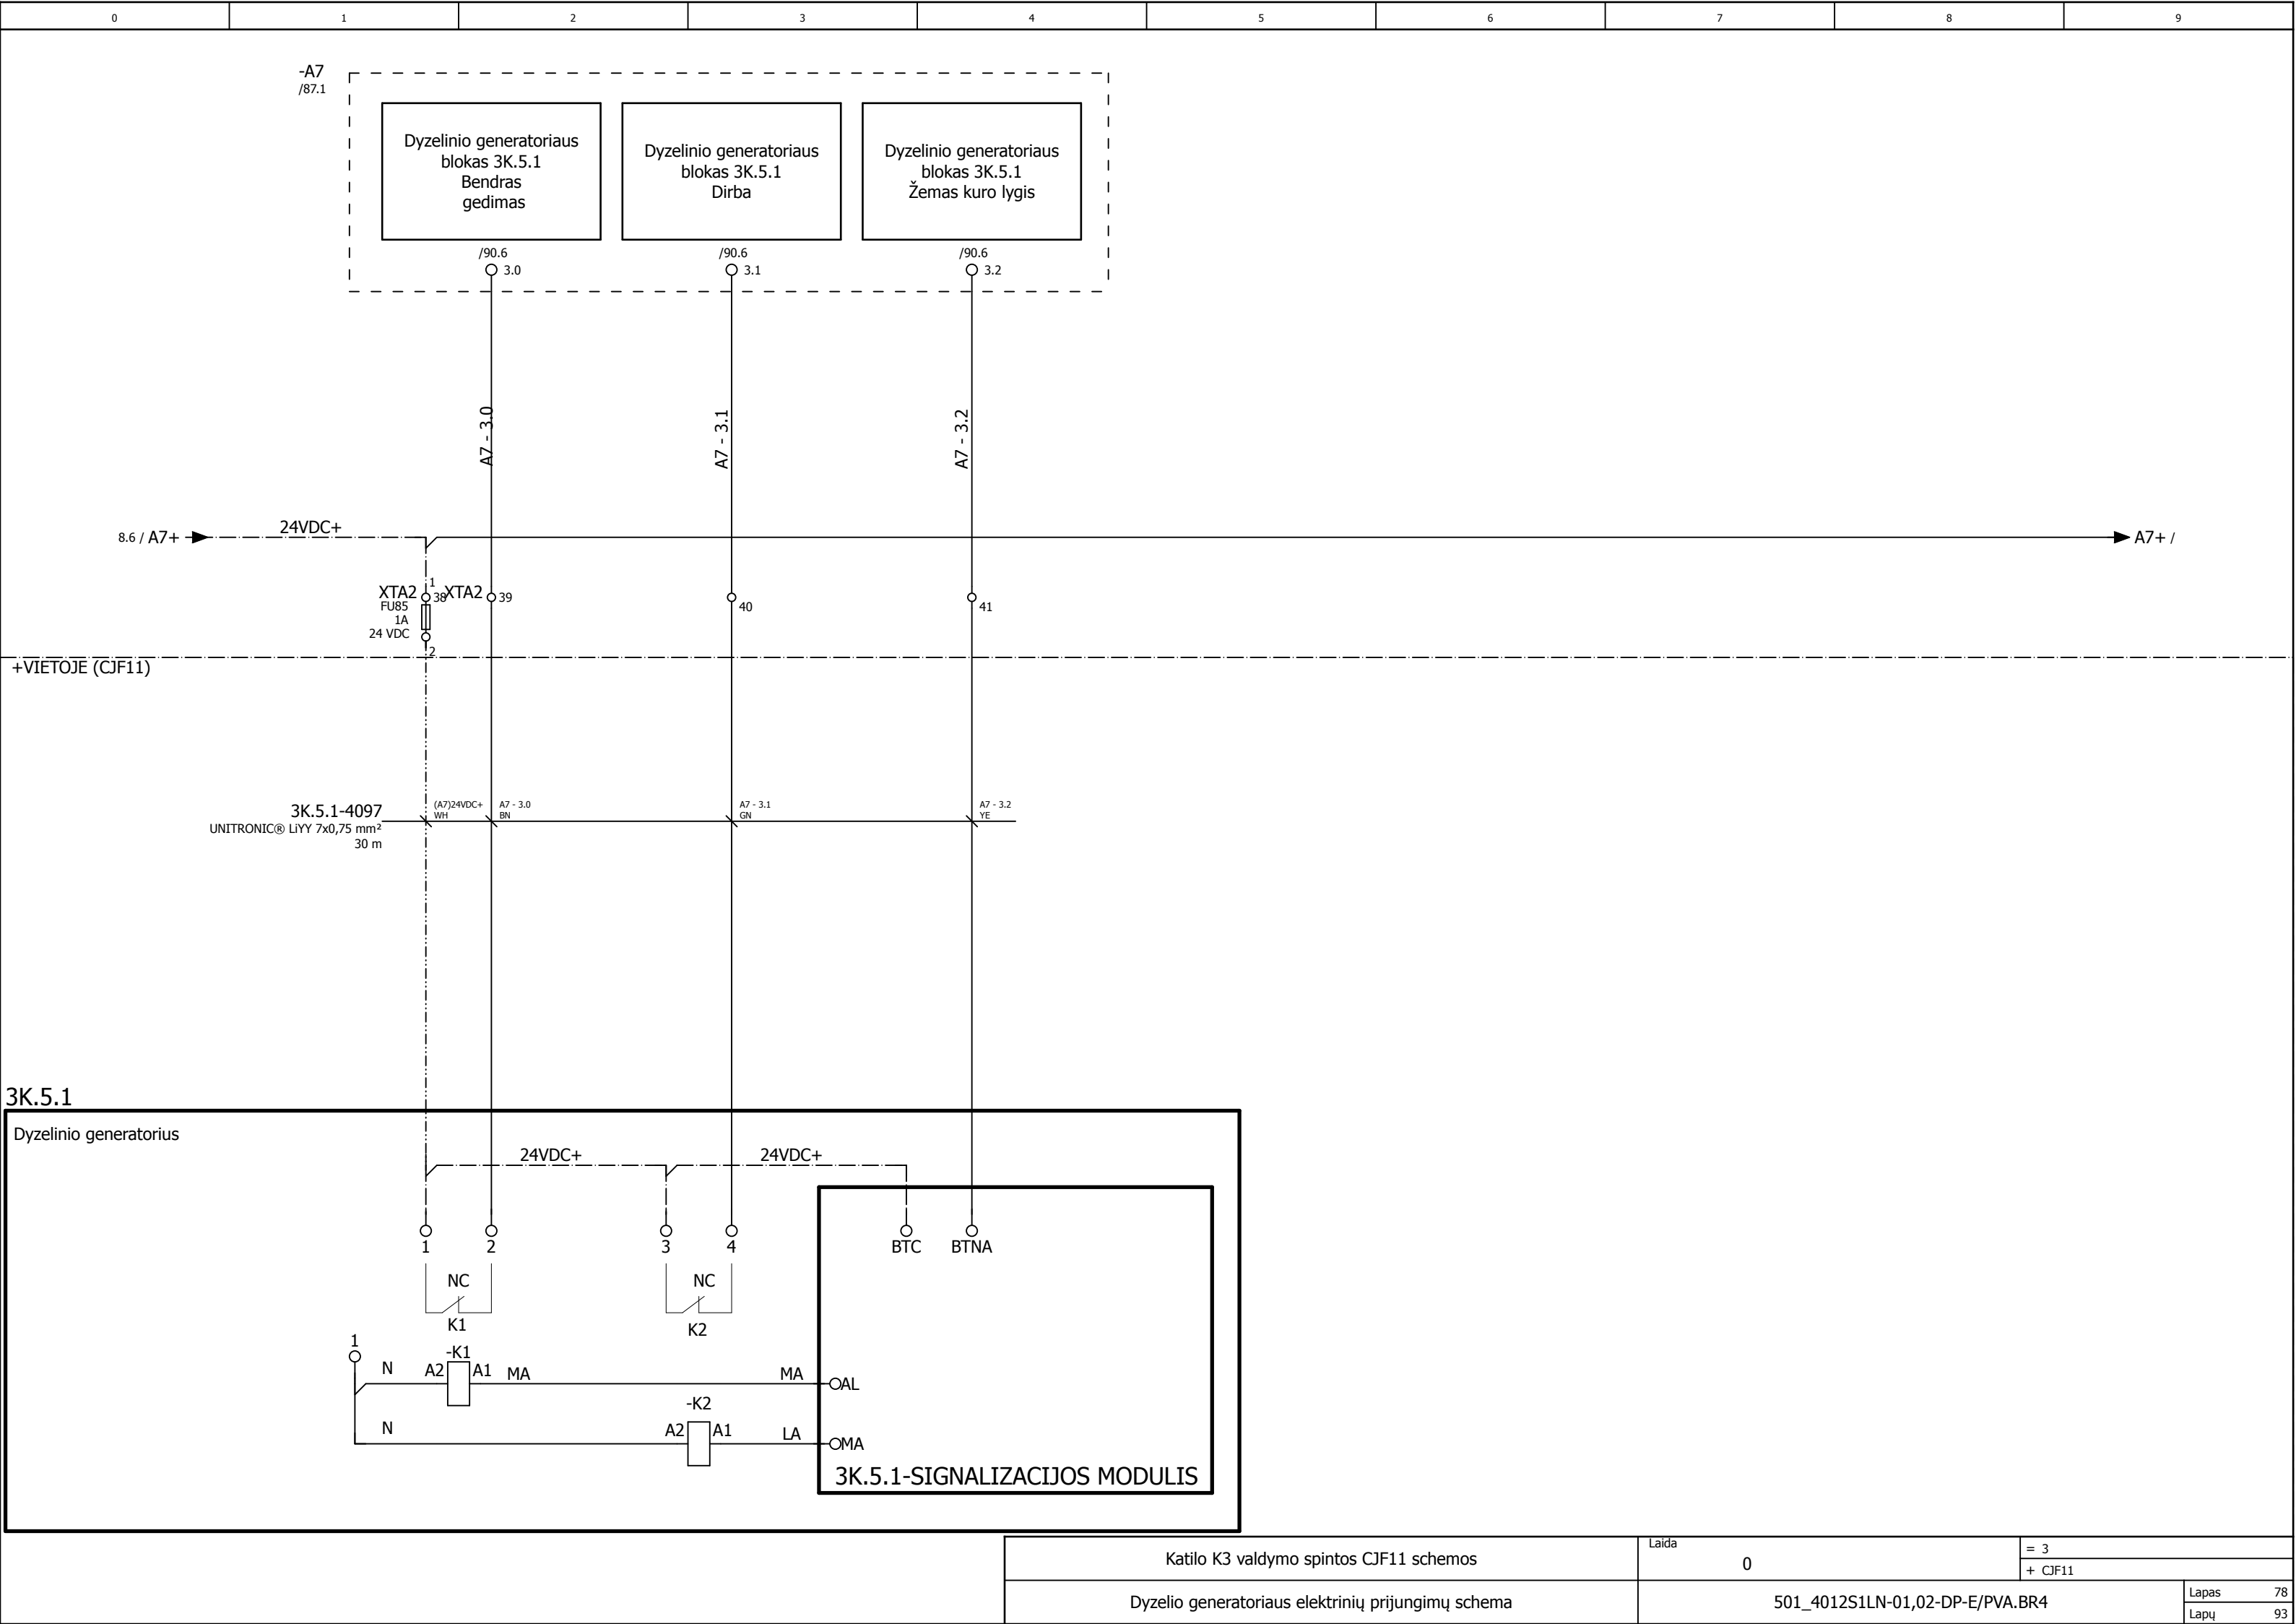 0 1 2 3 4 5 6 7 8 9
-A7
/87.1
Dyzelinio generatoriaus
blokas 3K.5.1
Bendras
gedimas
Dyzelinio generatoriaus
blokas 3K.5.1
Dirba
Dyzelinio generatoriaus
blokas 3K.5.1
Žemas kuro lygis
/90.6
3.0
/90.6
3.1
/90.6
3.2
A7 - 3.0
A7 - 3.1
A7 - 3.2
8.6 / A7+
24VDC+
A7+ /
XTA2
1
38
FU85
1A
24 VDC
2
XTA2
39
40
41
+VIETOJE (CJF11)
3K.5.1-4097
UNITRONIC® LiYY 7x0,75 mm²
30 m
(A7)24VDC+
WH
A7 - 3.0
BN
A7 - 3.1
GN
A7 - 3.2
YE
3K.5.1
Dyzelinio generatorius
24VDC+
24VDC+
1
2
3
4
BTC
BTNA
NC
K1
NC
K2
1
N
A2
-K1
A1
MA
MA
AL
N
A2
-K2
A1
LA
MA
3K.5.1-SIGNALIZACIJOS MODULIS
Katilo K3 valdymo spintos CJF11 schemos
Laida
0
= 3
+ CJF11
Dyzelio generatoriaus elektrinių prijungimų schema
501_4012S1LN-01,02-DP-E/PVA.BR4
Lapas 78
Lapų 93